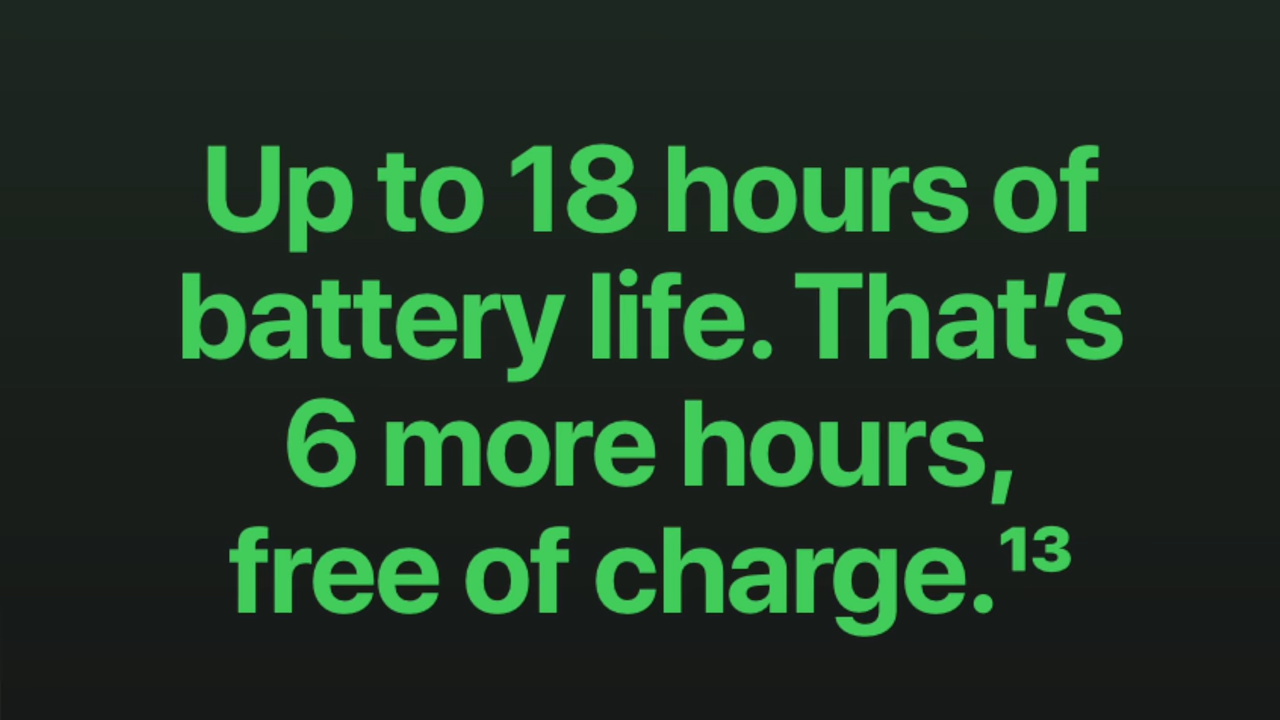 Up to 18 hours of
battery life. That’s
6 more hours,
free of charge.¹³